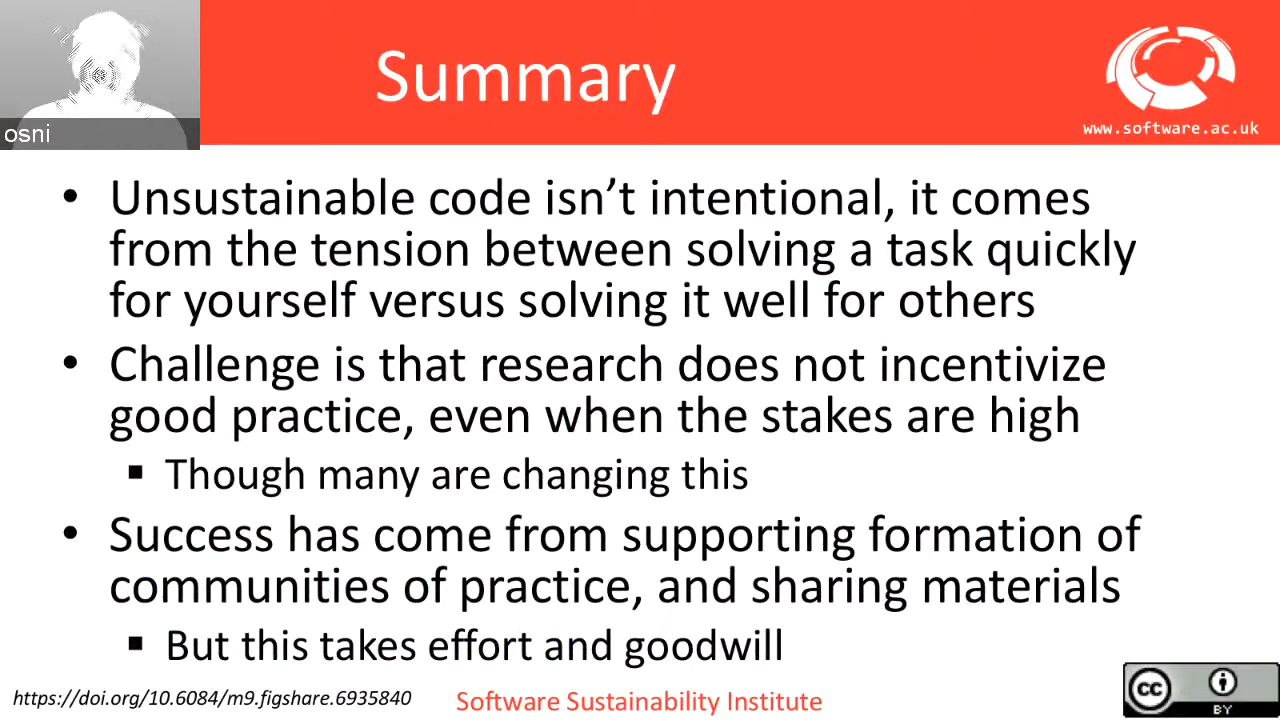 Summary
www.software.ac.uk
osni
• Unsustainable code isn’t intentional, it comes
from the tension between solving a task quickly
for yourself versus solving it well for others
• Challenge is that research does not incentivize
good practice, even when the stakes are high
▪ Though many are changing this
• Success has come from supporting formation of
communities of practice, and sharing materials
▪ But this takes effort and goodwill
https://doi.org/10.6084/m9.figshare.6935840
Software Sustainability Institute
cc
BY